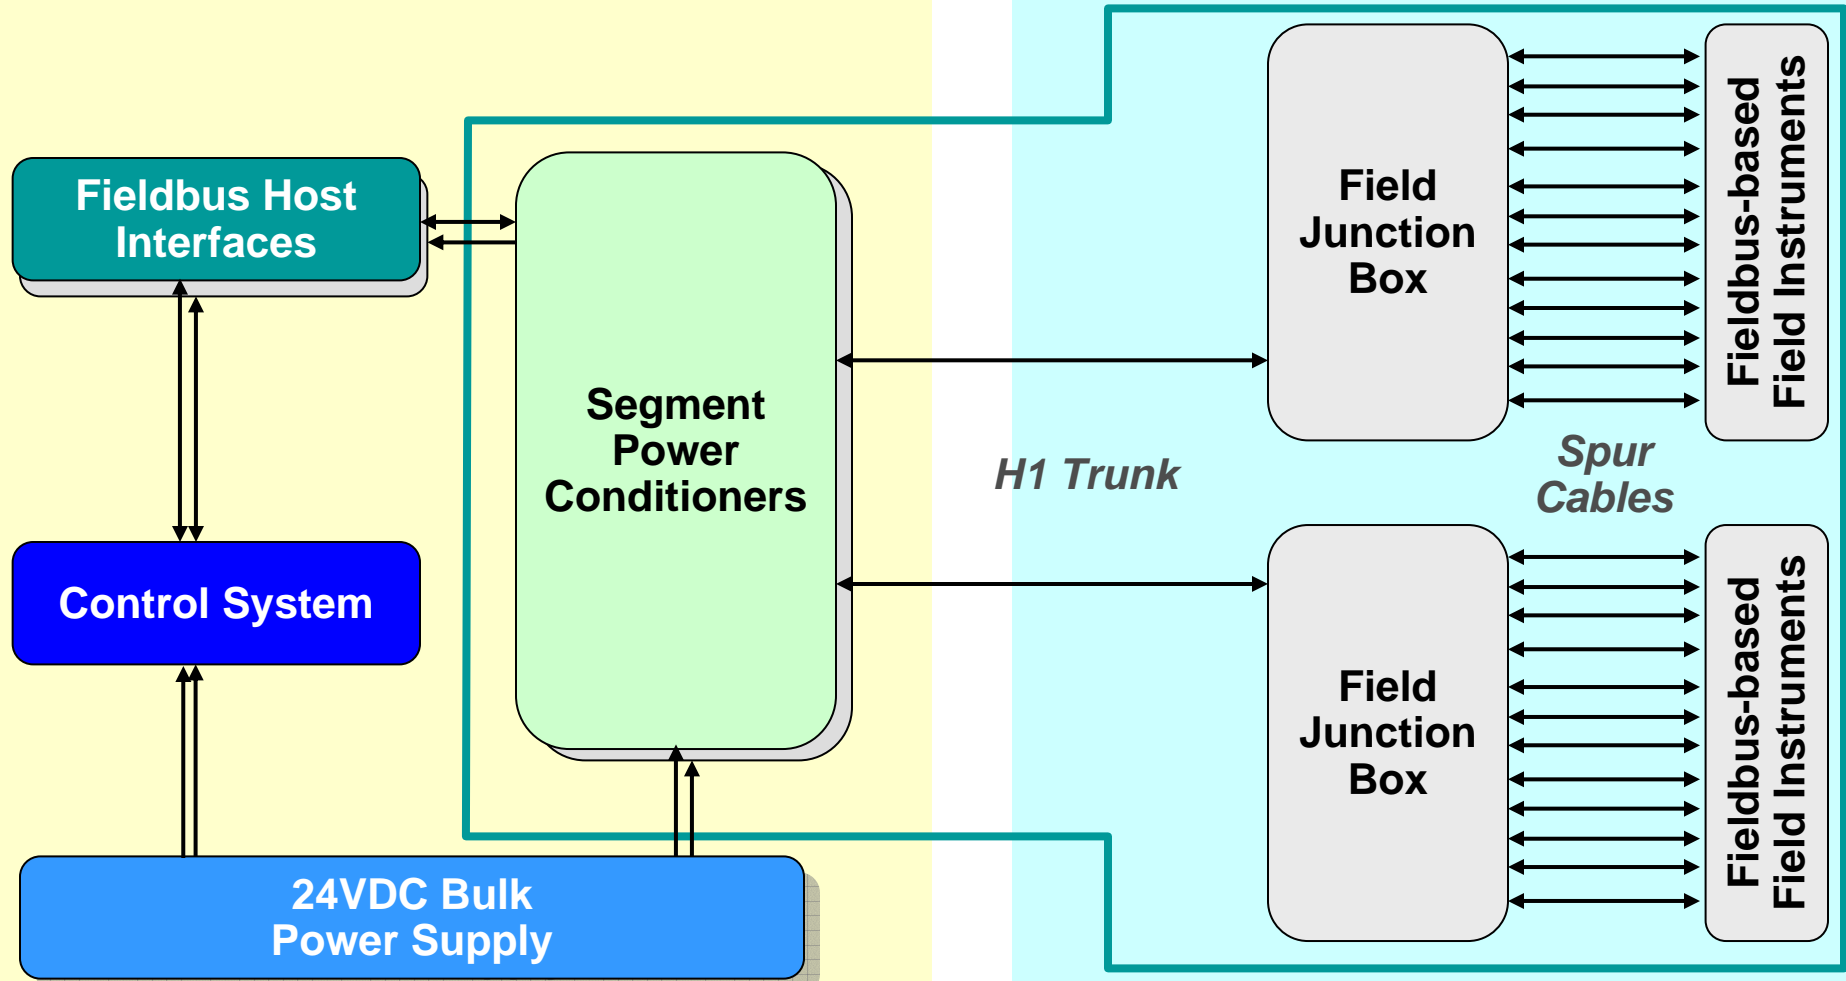 Fieldbus Host
Interfaces
Control System
24VDC Bulk
Power Supply
Segment
Power
Conditioners
H1 Trunk
Field
Junction
Box
Spur
Cables
Fieldbus-based
Field Instruments
Field
Junction
Box
Fieldbus-based
Field Instruments